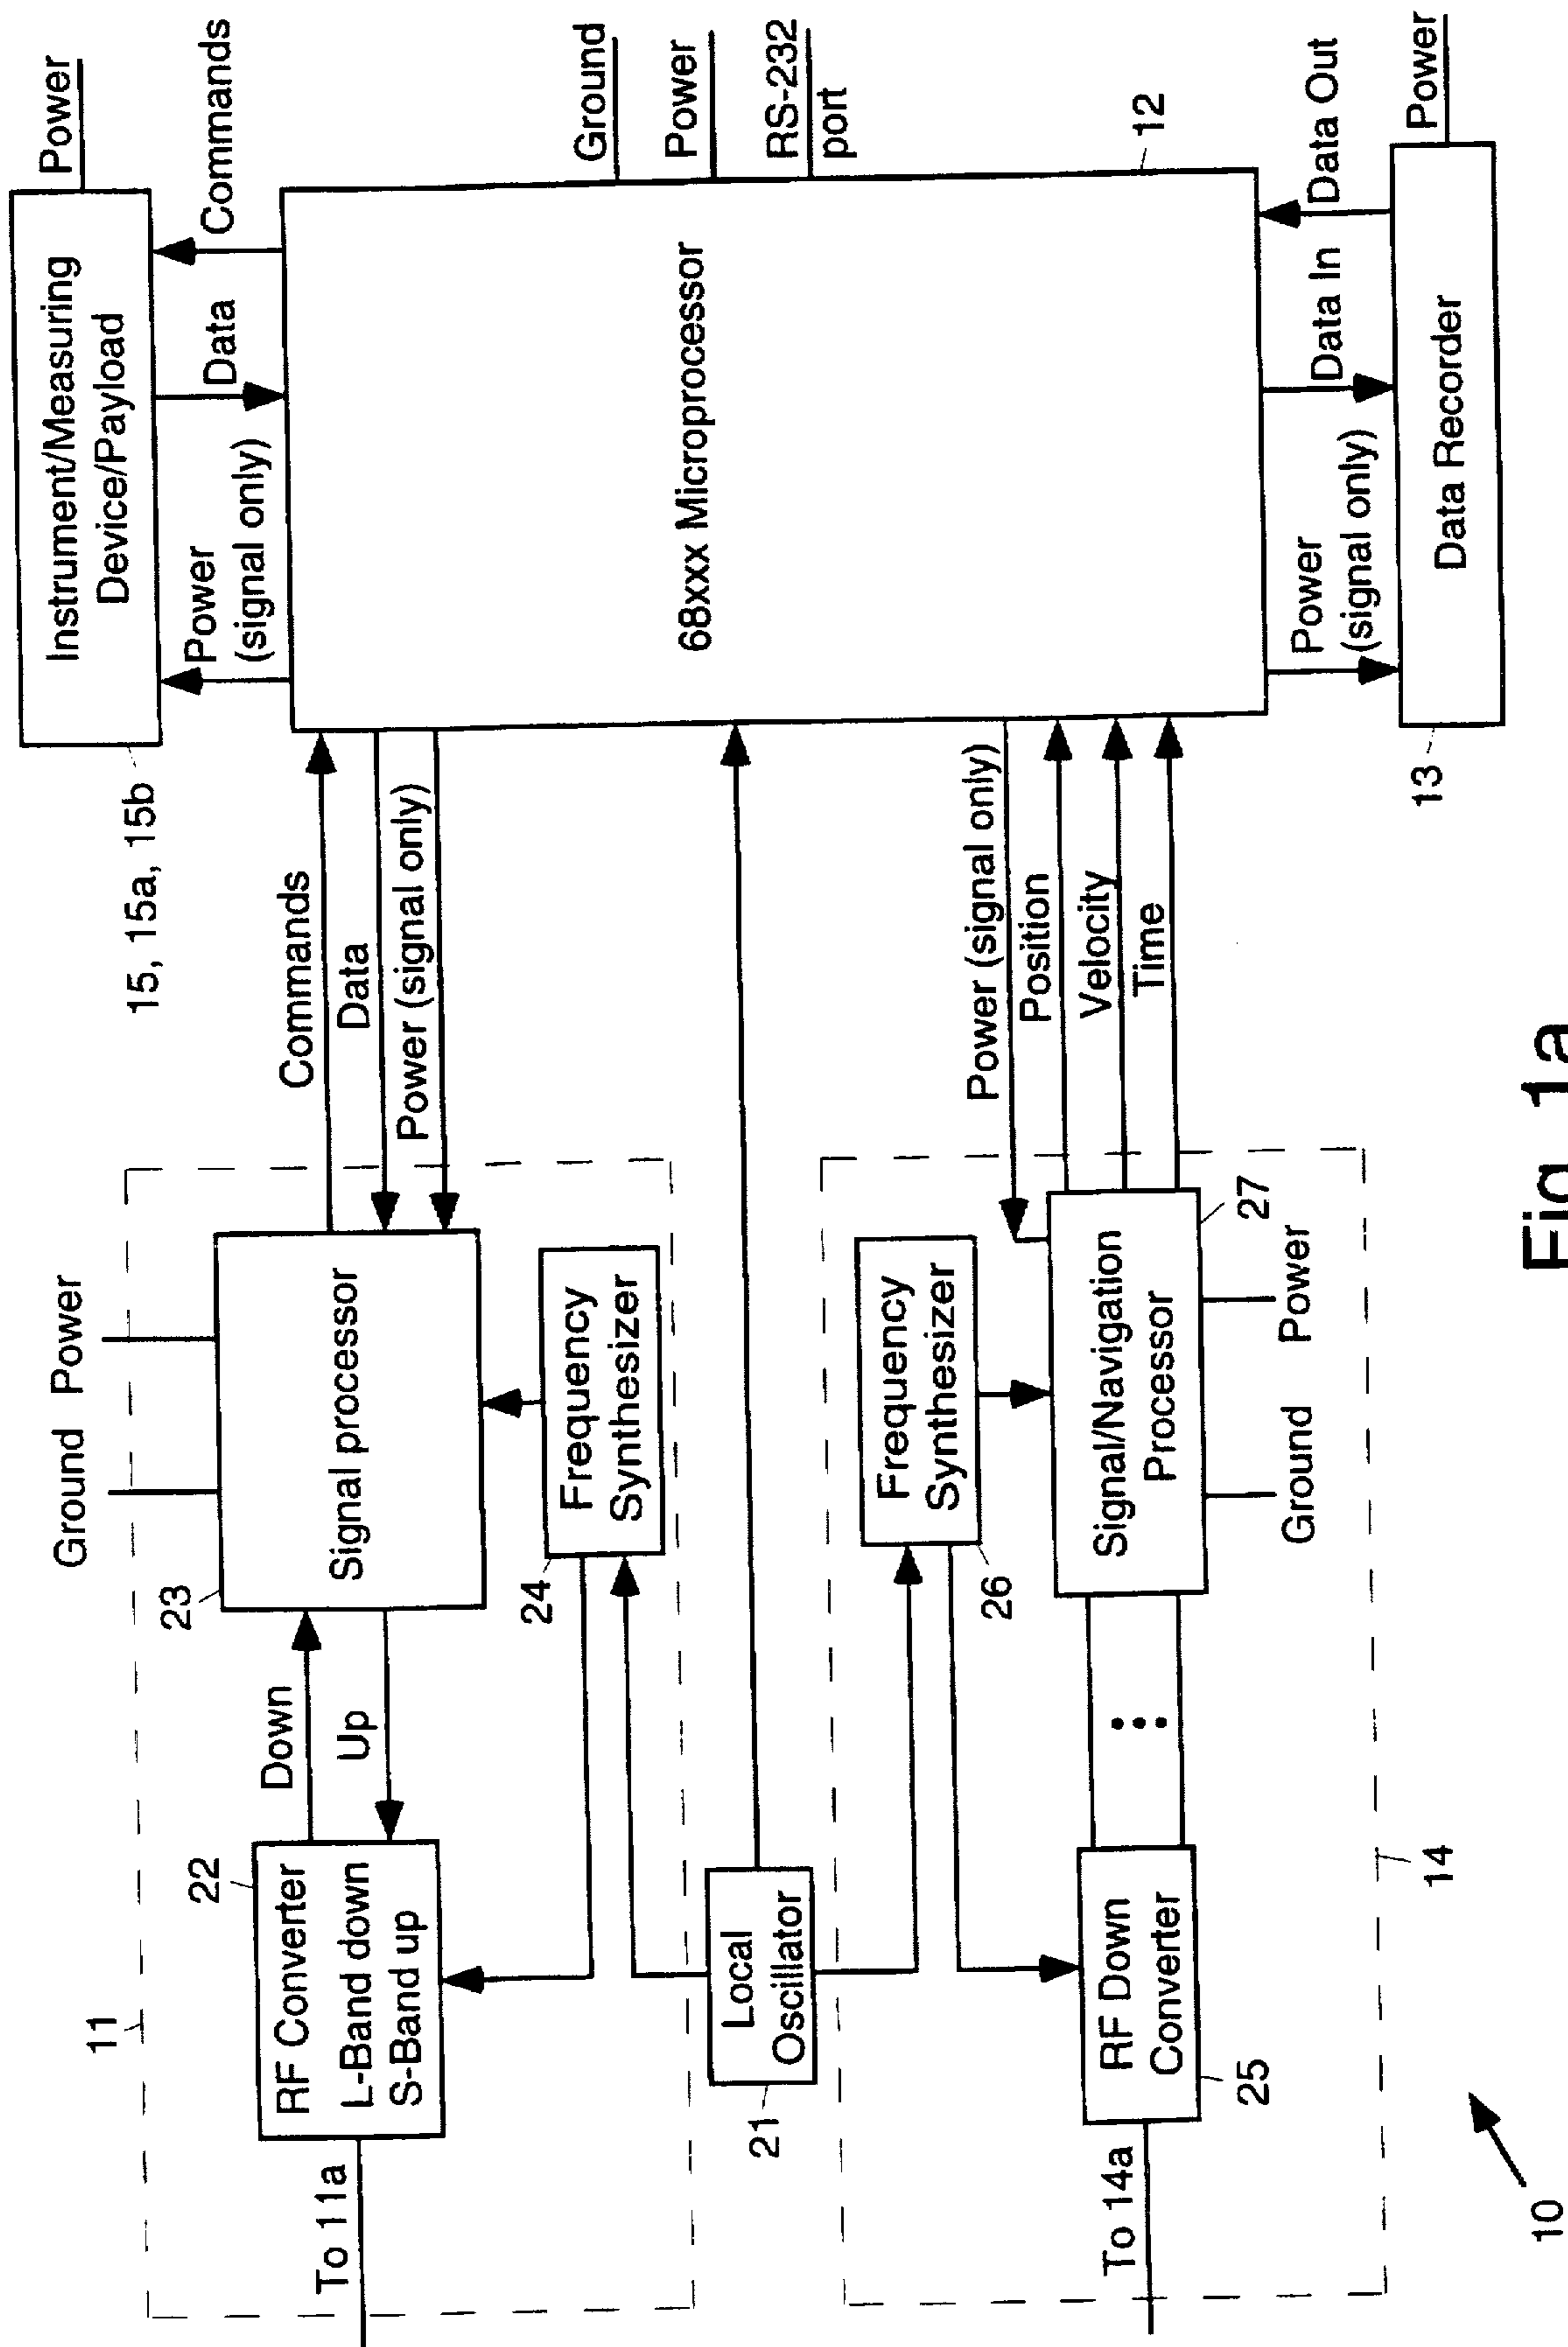 Instrument/Measuring
Device/Payload
Power
15, 15a, 15b
Power
(signal only)
Data
Commands
68xxx Microprocessor
12
Ground
Power
RS-232
port
Power
(signal only)
Data In
Data Out
Data Recorder
13
Power
Commands
Data
Power (signal only)
Power (signal only)
Position
Velocity
Time
11
Ground
Power
To 11a
RF Converter
L-Band down
S-Band up
22
Down
Up
Signal processor
23
Frequency
Synthesizer
24
Local
Oscillator
21
Frequency
Synthesizer
26
To 14a
RF Down
Converter
25
Signal/Navigation
Processor
27
Ground
Power
14
10
Fig. 1a